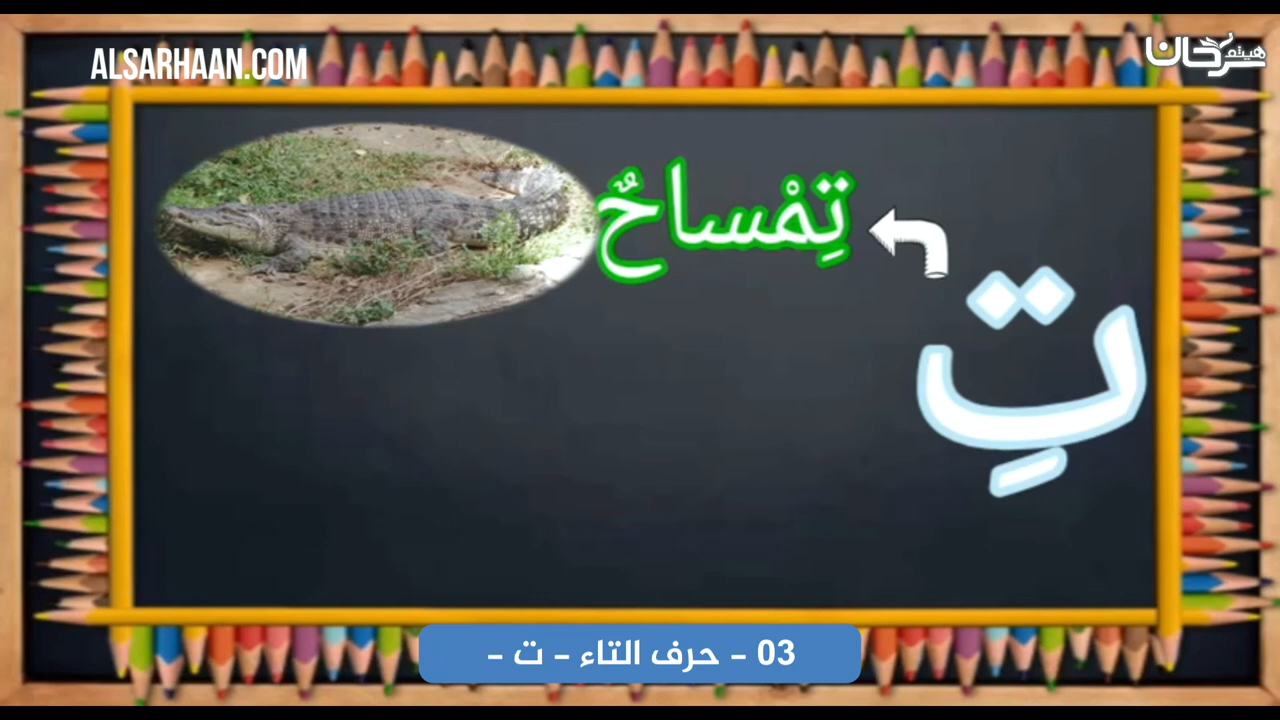 ALSARHAAN.COM
هيثم سرحان
تِمْساحٌ
تِ
03 - حرف التاء - ت -